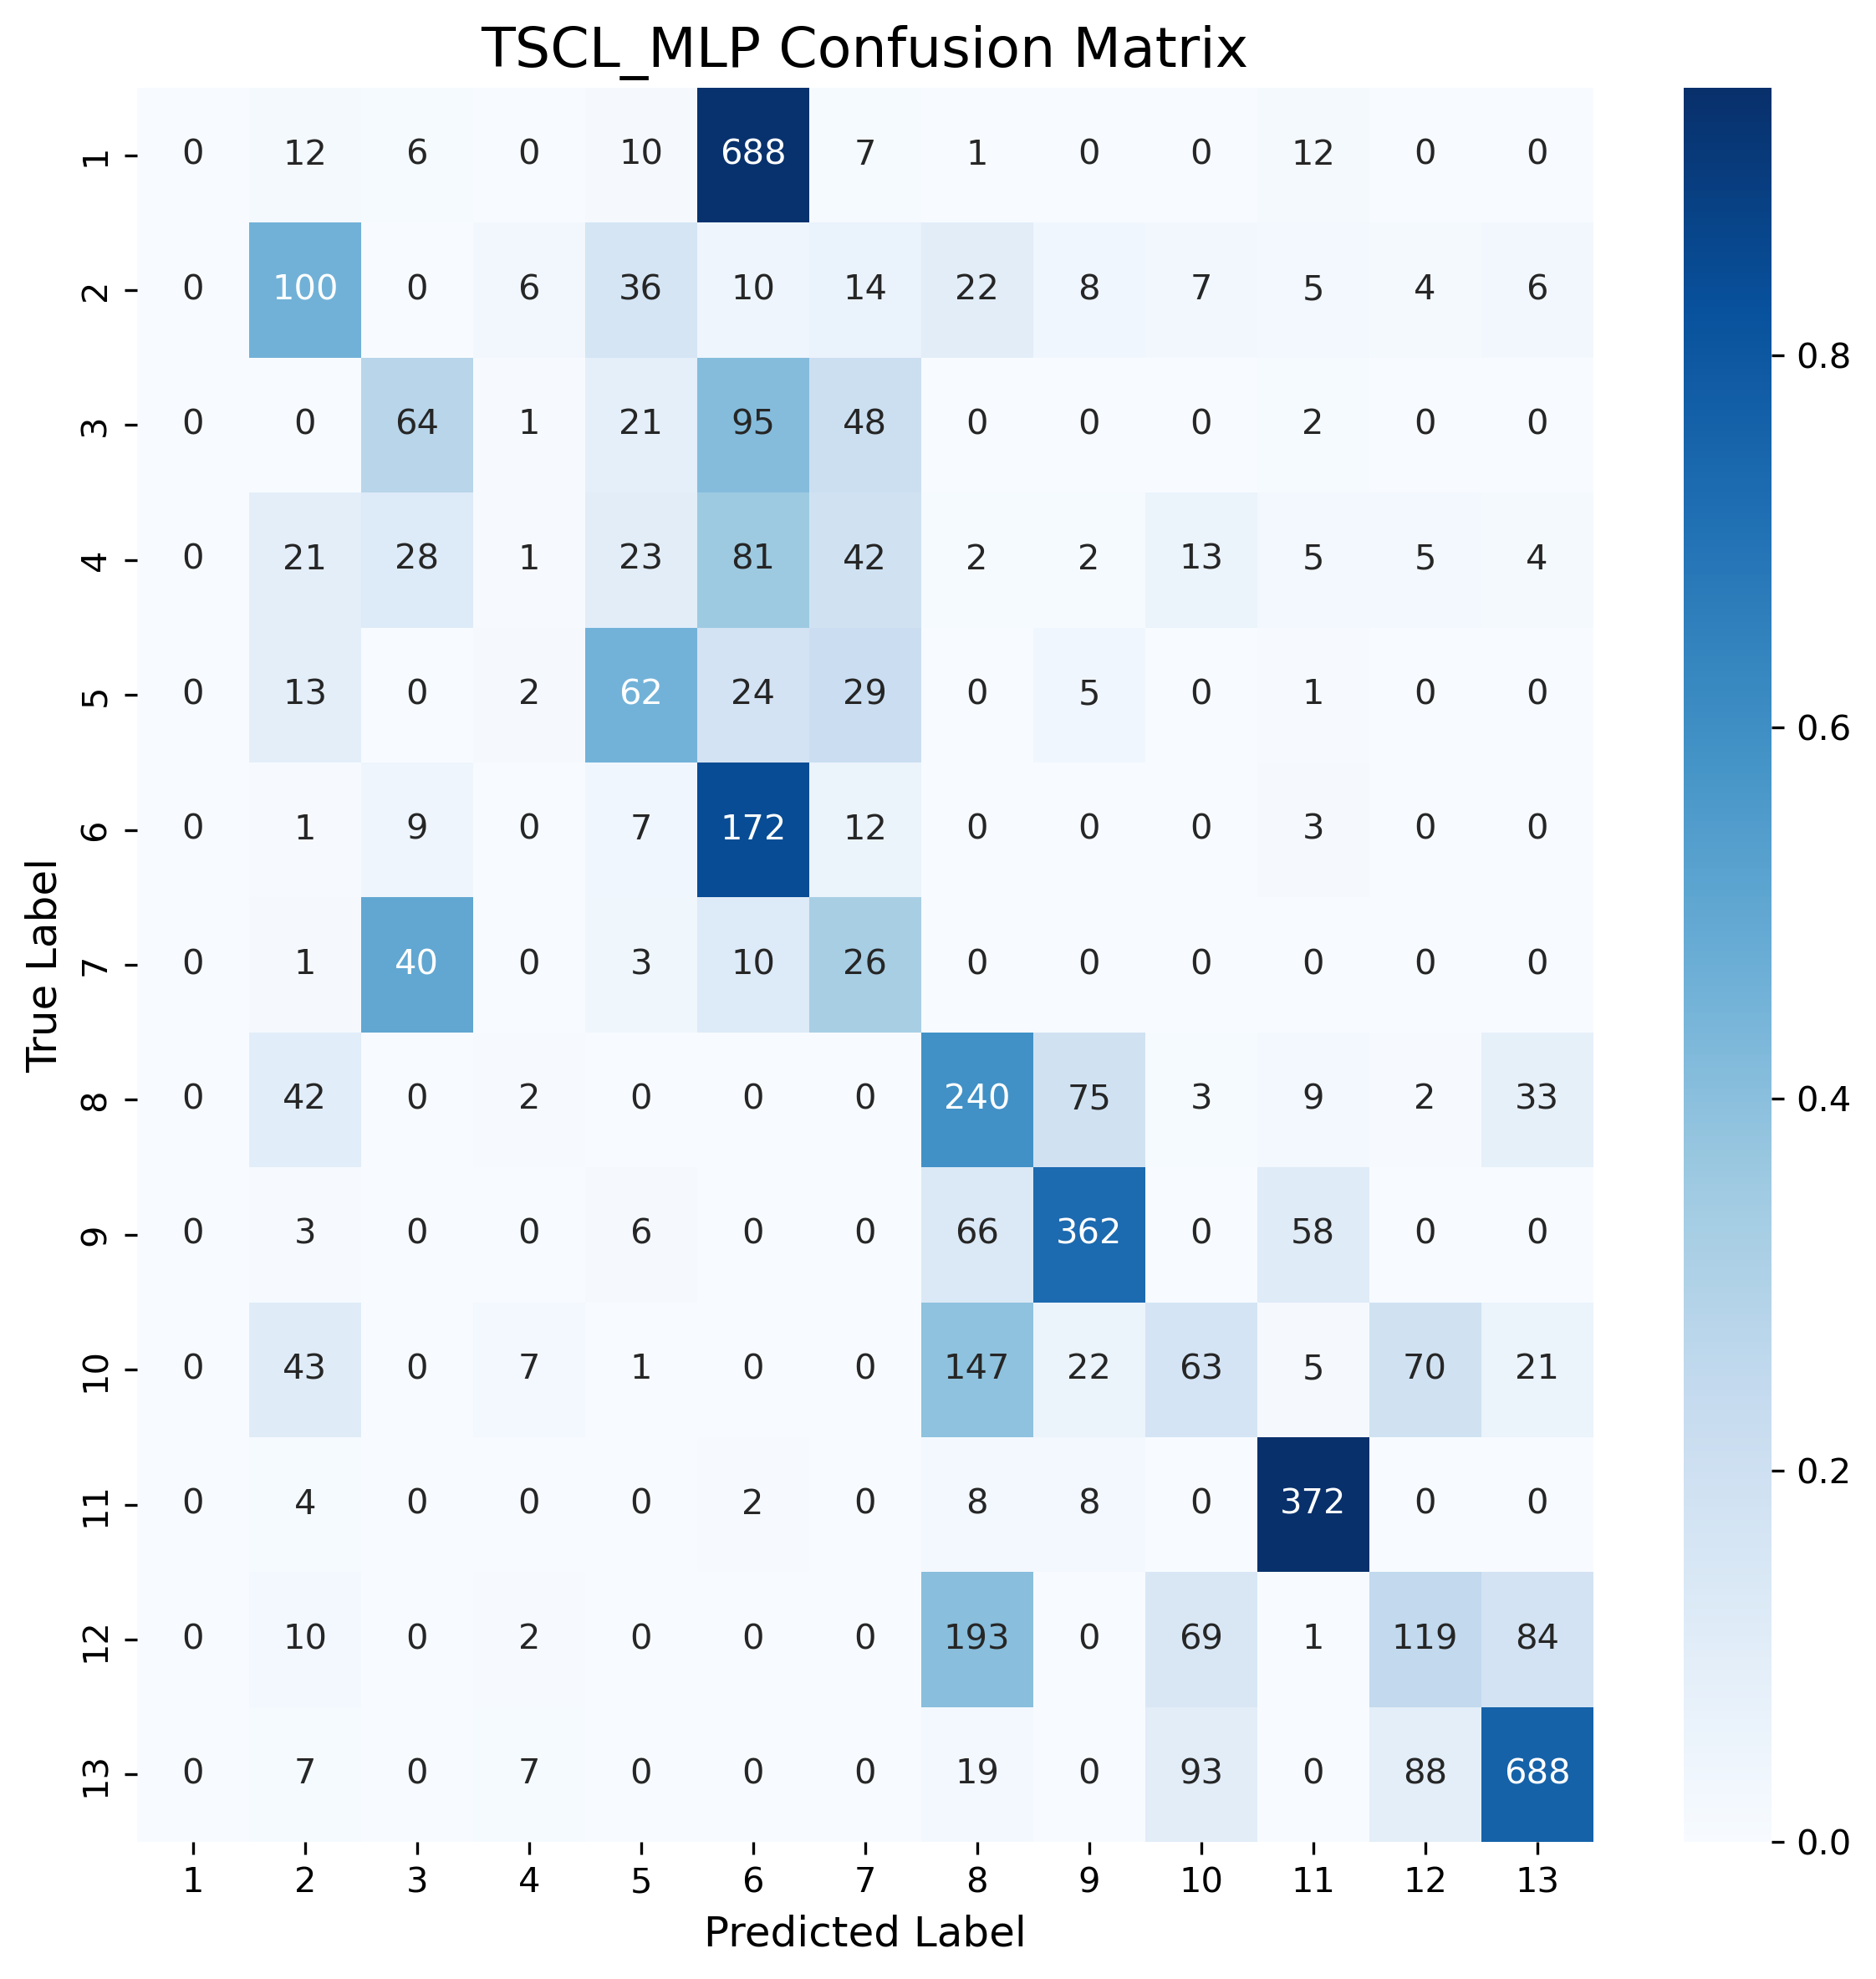 TSCL_MLP Confusion Matrix
1 0 12 6 0 10 688 7 1 0 0 12 0 0
2 0 100 0 6 36 10 14 22 8 7 5 4 6
3 0 0 64 1 21 95 48 0 0 0 2 0 0
4 0 21 28 1 23 81 42 2 2 13 5 5 4
5 0 13 0 2 62 24 29 0 5 0 1 0 0
6 0 1 9 0 7 172 12 0 0 0 3 0 0
7 0 1 40 0 3 10 26 0 0 0 0 0 0
8 0 42 0 2 0 0 0 240 75 3 9 2 33
9 0 3 0 0 6 0 0 66 362 0 58 0 0
10 0 43 0 7 1 0 0 147 22 63 5 70 21
11 0 4 0 0 0 2 0 8 8 0 372 0 0
12 0 10 0 2 0 0 0 193 0 69 1 119 84
13 0 7 0 7 0 0 0 19 0 93 0 88 688
1 2 3 4 5 6 7 8 9 10 11 12 13
Predicted Label
True Label
0.8
0.6
0.4
0.2
0.0